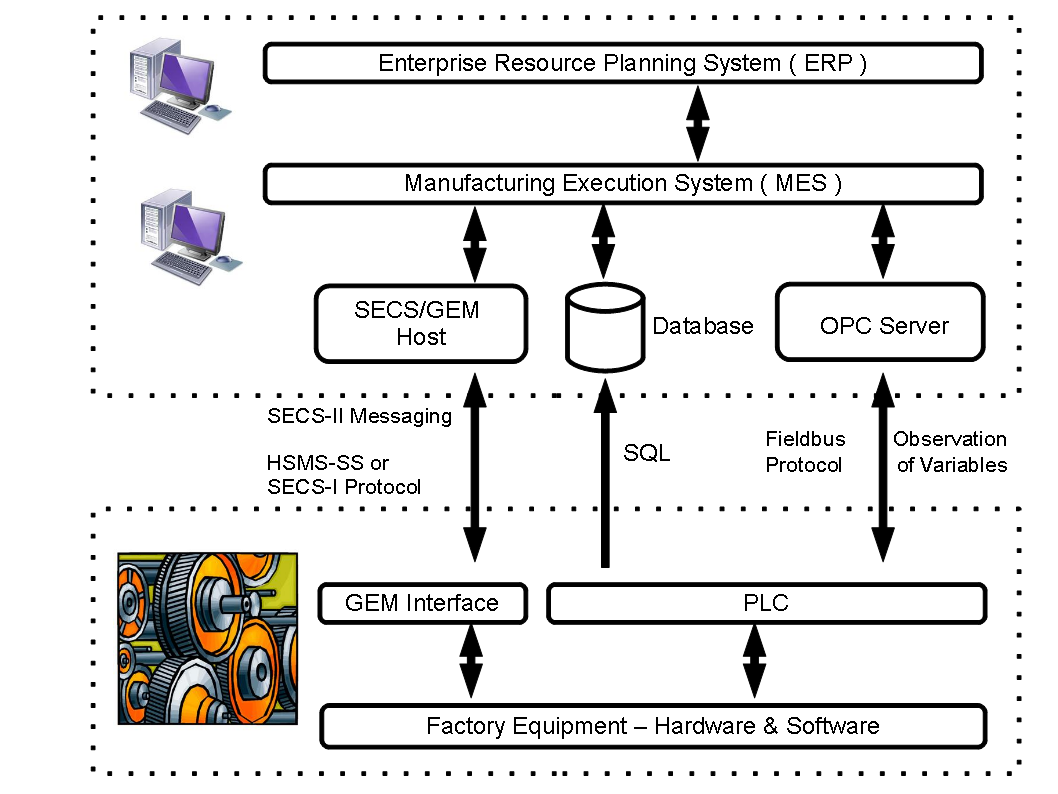 Enterprise Resource Planning System ( ERP )
Manufacturing Execution System ( MES )
SECS/GEM
Host
Database
OPC Server
SECS-II Messaging
HSMS-SS or
SECS-I Protocol
SQL
Fieldbus
Protocol
Observation
of Variables
GEM Interface
PLC
Factory Equipment – Hardware & Software